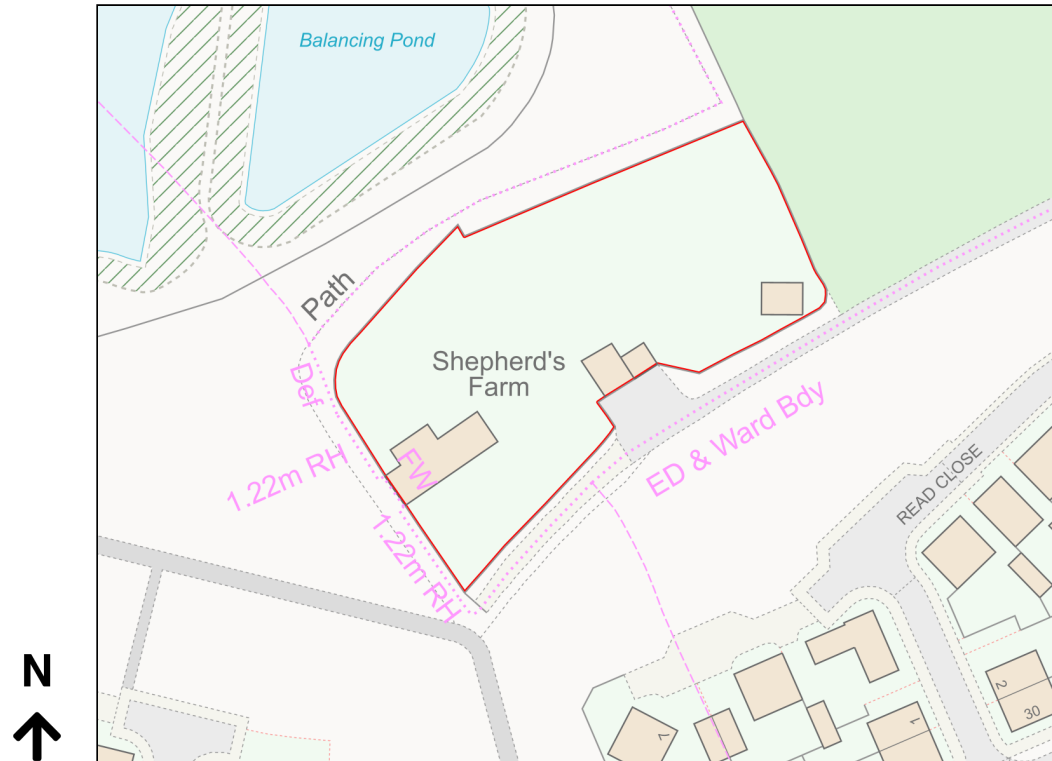 Balancing Pond
Path
Shepherd's
Farm
Def
1.22m RH
FW
1.22m RH
ED & Ward Bdy
READ CLOSE
N
2
30
7
1